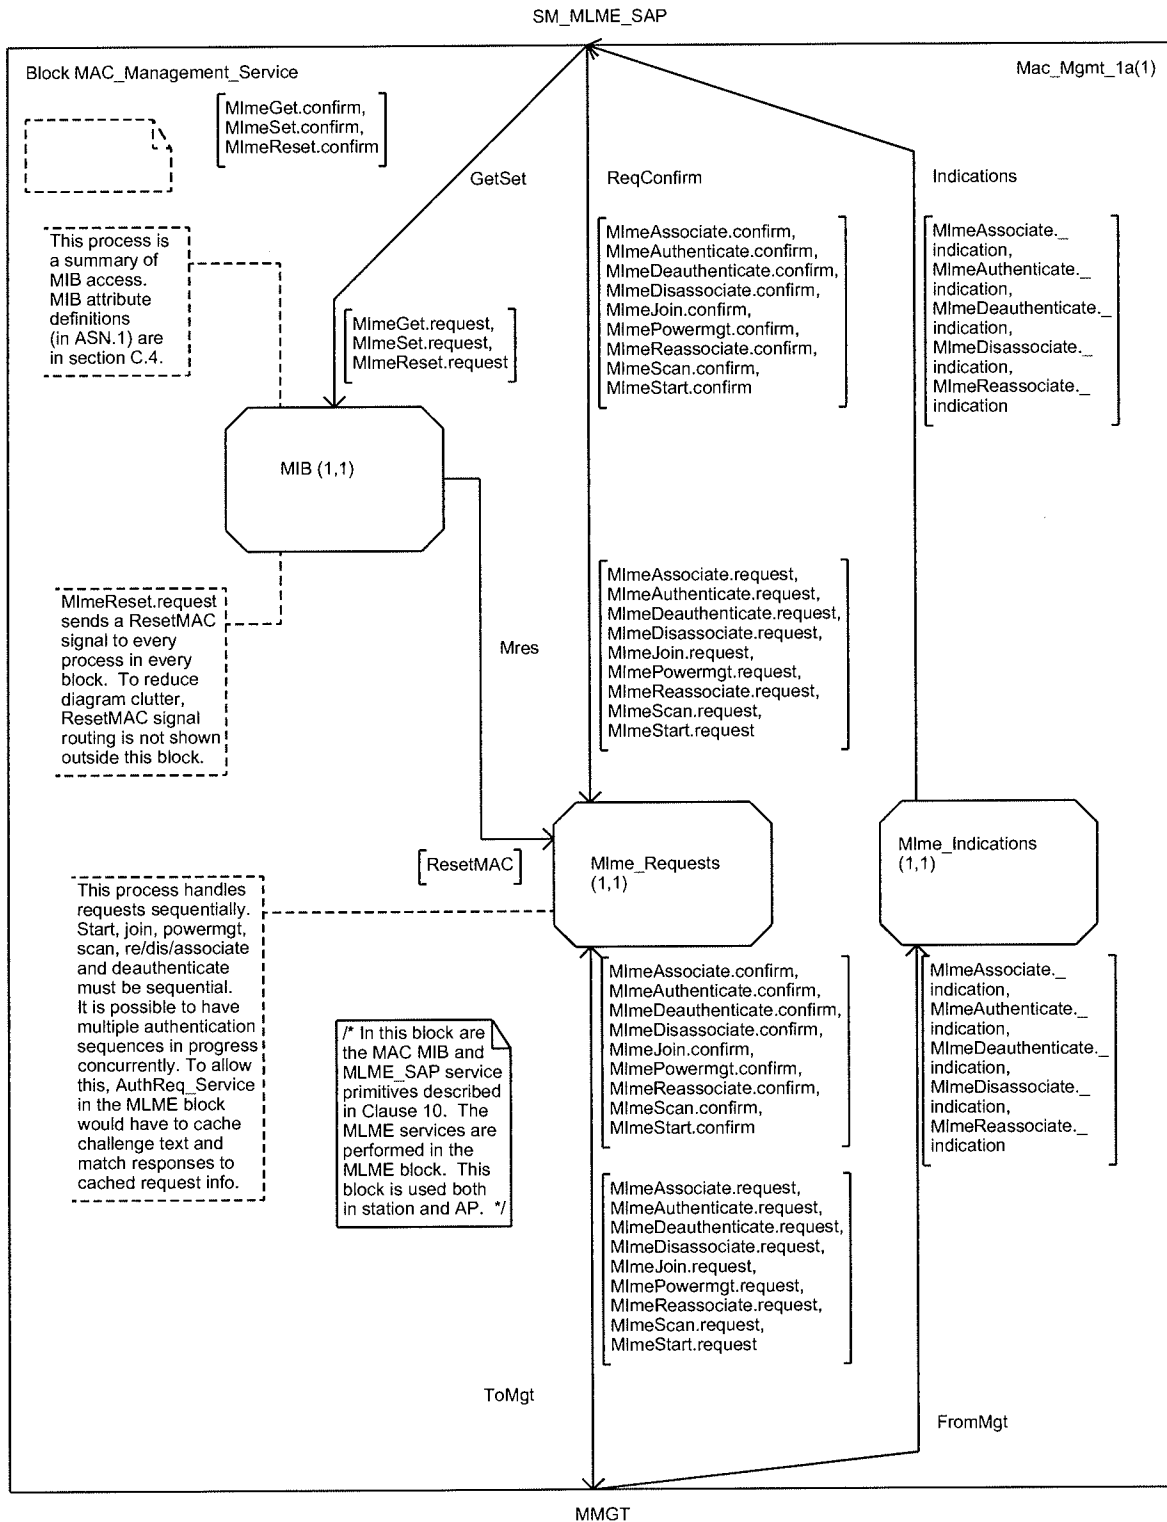 SM_MLME_SAP
Block MAC_Management_Service
Mac_Mgmt_1a(1)
MlmeGet.confirm,
MlmeSet.confirm,
MlmeReset.confirm
GetSet
ReqConfirm
Indications
This process is
a summary of
MIB access.
MIB attribute
definitions
(in ASN.1) are
in section C.4.
MlmeGet.request,
MlmeSet.request,
MlmeReset.request
MlmeAssociate.confirm,
MlmeAuthenticate.confirm,
MlmeDeauthenticate.confirm,
MlmeDisassociate.confirm,
MlmeJoin.confirm,
MlmePowermgt.confirm,
MlmeReassociate.confirm,
MlmeScan.confirm,
MlmeStart.confirm
MlmeAssociate._
indication,
MlmeAuthenticate._
indication,
MlmeDeauthenticate._
indication,
MlmeDisassociate._
indication,
MlmeReassociate._
indication
MIB (1,1)
MlmeReset.request
sends a ResetMAC
signal to every
process in every
block. To reduce
diagram clutter,
ResetMAC signal
routing is not shown
outside this block.
Mres
MlmeAssociate.request,
MlmeAuthenticate.request,
MlmeDeauthenticate.request,
MlmeDisassociate.request,
MlmeJoin.request,
MlmePowermgt.request,
MlmeReassociate.request,
MlmeScan.request,
MlmeStart.request
[ResetMAC]
Mlme_Requests
(1,1)
Mlme_Indications
(1,1)
This process handles
requests sequentially.
Start, join, powermgt,
scan, re/dis/associate
and deauthenticate
must be sequential.
It is possible to have
multiple authentication
sequences in progress
concurrently. To allow
this, AuthReq_Service
in the MLME block
would have to cache
challenge text and
match responses to
cached request info.
/* In this block are
the MAC MIB and
MLME_SAP service
primitives described
in Clause 10. The
MLME services are
performed in the
MLME block. This
block is used both
in station and AP. */
MlmeAssociate.confirm,
MlmeAuthenticate.confirm,
MlmeDeauthenticate.confirm,
MlmeDisassociate.confirm,
MlmeJoin.confirm,
MlmePowermgt.confirm,
MlmeReassociate.confirm,
MlmeScan.confirm,
MlmeStart.confirm
MlmeAssociate._
indication,
MlmeAuthenticate._
indication,
MlmeDeauthenticate._
indication,
MlmeDisassociate._
indication,
MlmeReassociate._
indication
MlmeAssociate.request,
MlmeAuthenticate.request,
MlmeDeauthenticate.request,
MlmeDisassociate.request,
MlmeJoin.request,
MlmePowermgt.request,
MlmeReassociate.request,
MlmeScan.request,
MlmeStart.request
ToMgt
FromMgt
MMGT